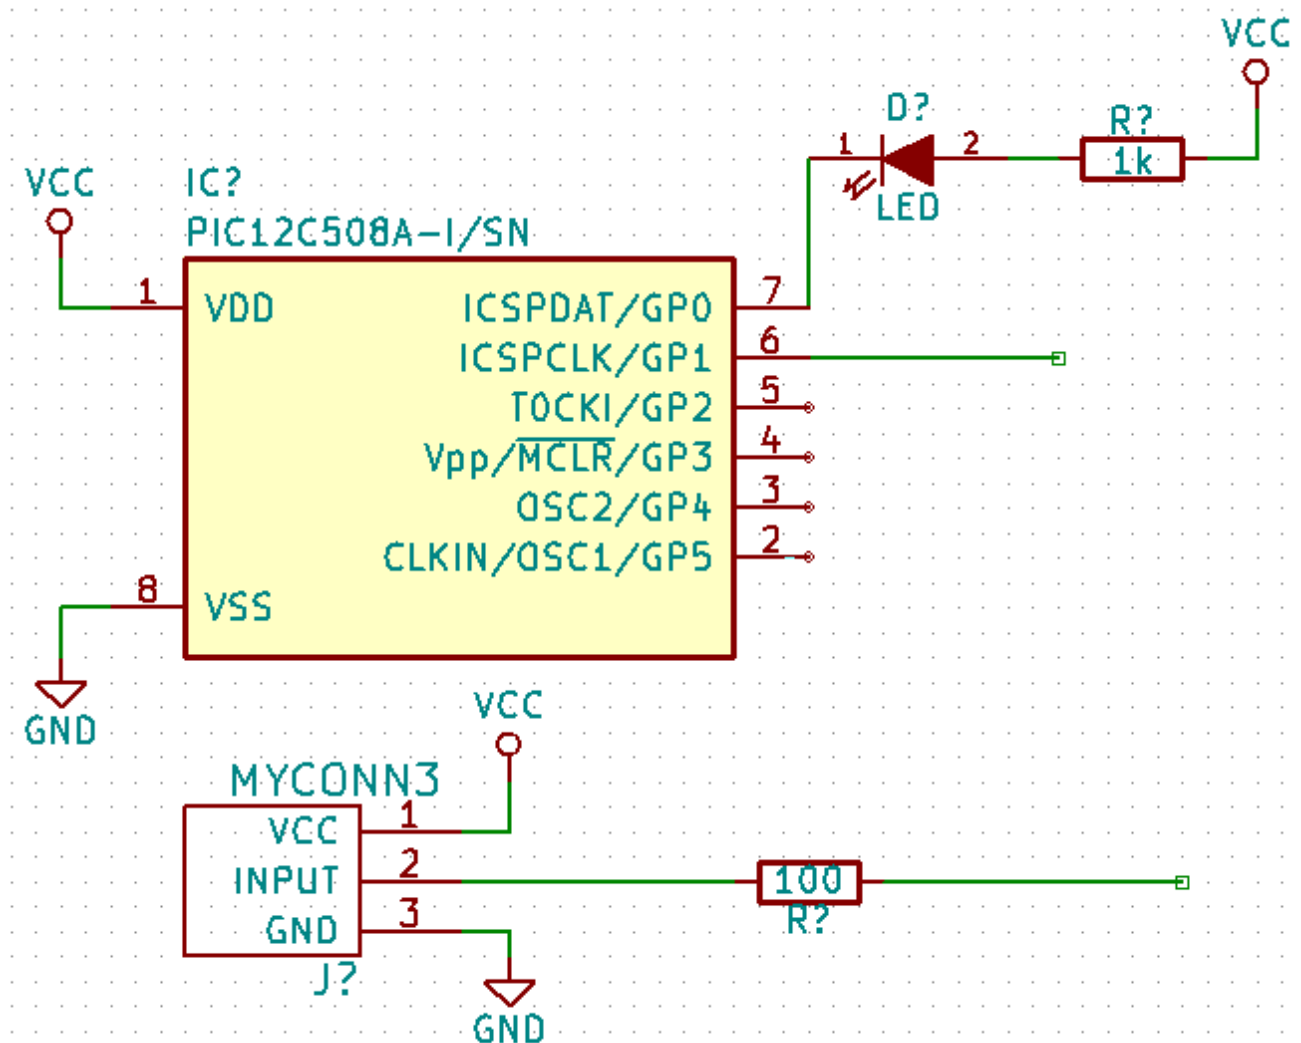 VCC
D?
R?
1
2
1k
LED
VCC
IC?
PIC12C508A-I/SN
1
VDD
ICSPDAT/GP0
7
ICSPCLK/GP1
6
T0CKI/GP2
5
Vpp/MCLR/GP3
4
OSC2/GP4
3
CLKIN/OSC1/GP5
2
8
VSS
GND
VCC
MYCONN3
VCC
1
INPUT
2
100
GND
3
R?
J?
GND